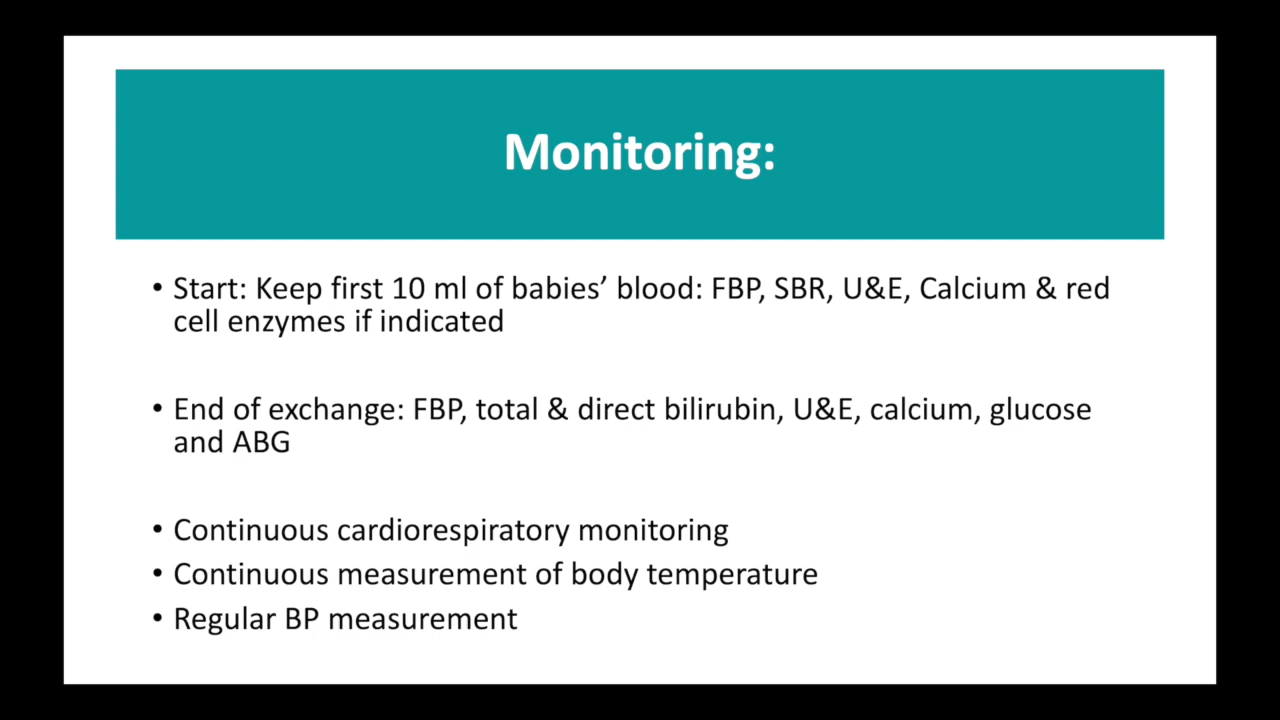 Monitoring:
• Start: Keep first 10 ml of babies’ blood: FBP, SBR, U&E, Calcium & red
cell enzymes if indicated
• End of exchange: FBP, total & direct bilirubin, U&E, calcium, glucose
and ABG
• Continuous cardiorespiratory monitoring
• Continuous measurement of body temperature
• Regular BP measurement